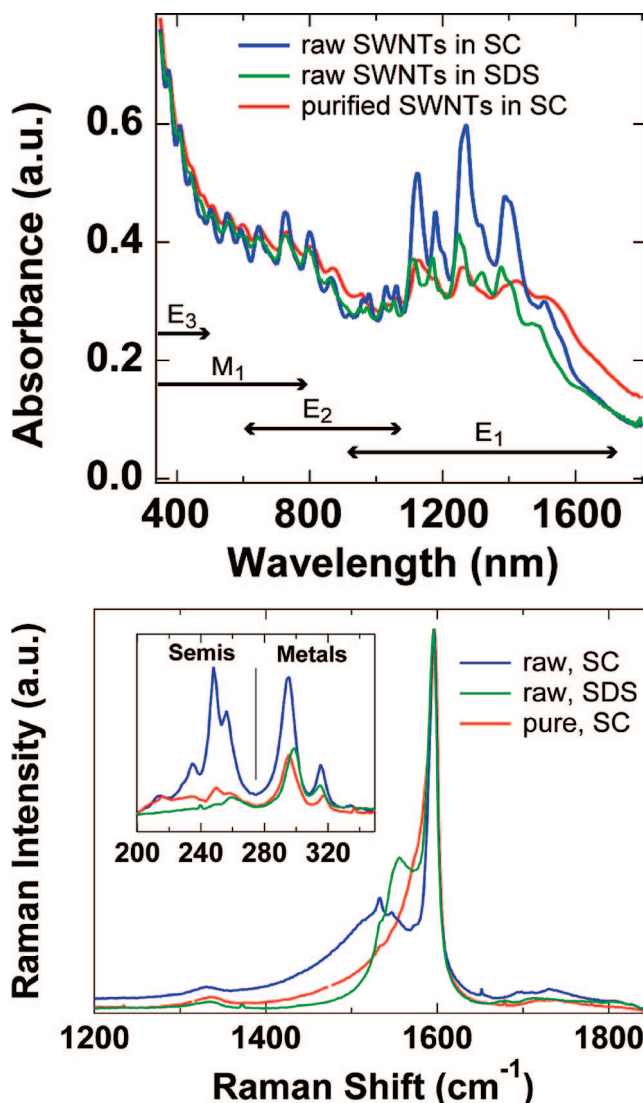 raw SWNTs in SC
raw SWNTs in SDS
purified SWNTs in SC
Absorbance (a.u.)
0.6
0.4
0.2
0.0
E3
M1
E2
E1
400 800 1200 1600
Wavelength (nm)
Raman Intensity (a.u.)
Semis Metals
200 240 280 320
raw, SC
raw, SDS
pure, SC
1200 1400 1600 1800
Raman Shift (cm-1)